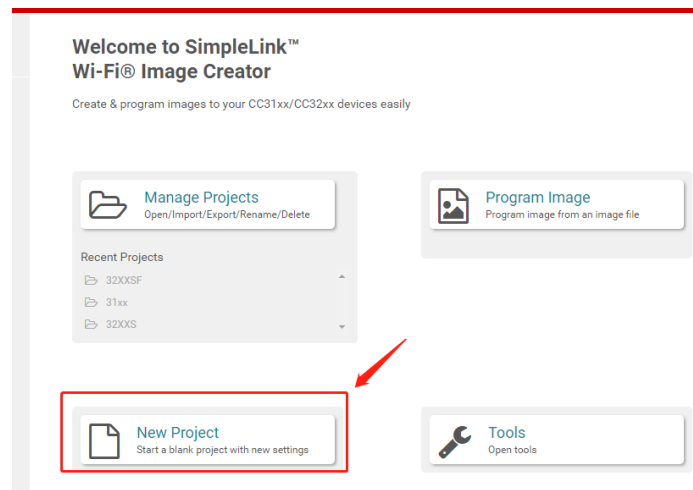 Welcome to SimpleLink™
Wi-Fi® Image Creator
Create & program images to your CC31xx/CC32xx devices easily
Manage Projects
Open/Import/Export/Rename/Delete
Recent Projects
32XXSF
31xx
32XXS
Program Image
Program image from an image file
New Project
Start a blank project with new settings
Tools
Open tools